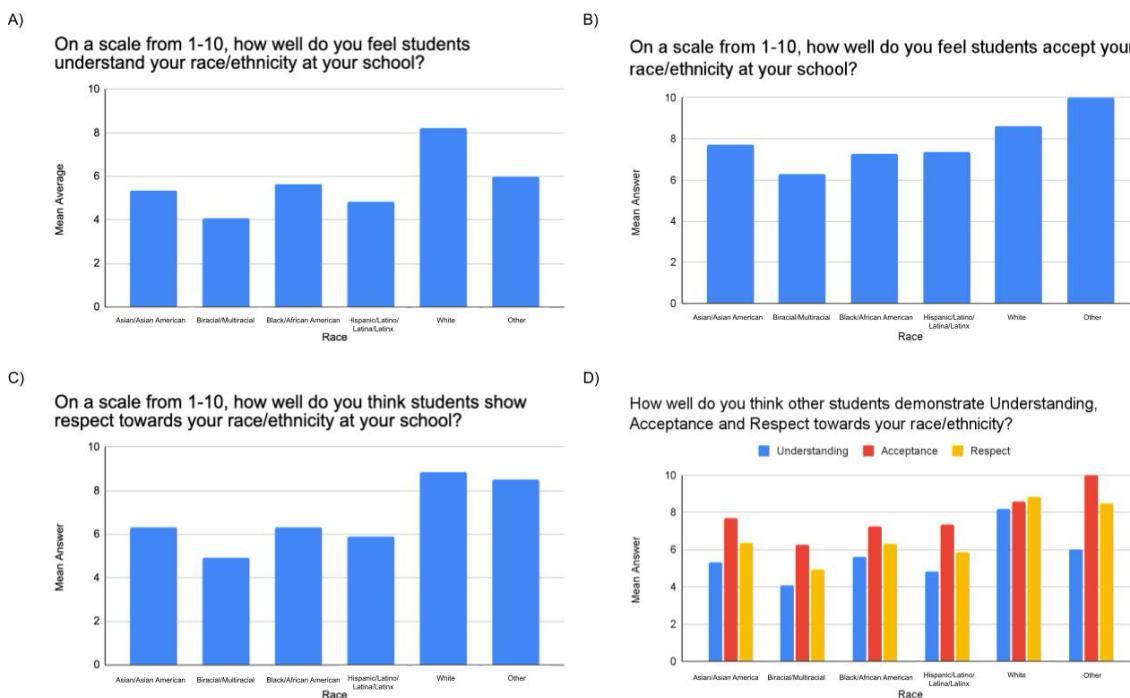 A)
On a scale from 1-10, how well do you feel students
understand your race/ethnicity at your school?
10
8
6
4
2
0
Mean Average
Asian/Asian American
Biracial/Multiracial
Black/African American
Hispanic/Latino/
Latina/Latinx
White
Other
Race
B)
On a scale from 1-10, how well do you feel students accept your
race/ethnicity at your school?
10
8
6
4
2
0
Mean Answer
Asian/Asian American
Biracial/Multiracial
Black/African American
Hispanic/Latino/
Latina/Latinx
White
Other
Race
C)
On a scale from 1-10, how well do you think students show
respect towards your race/ethnicity at your school?
10
8
6
4
2
0
Mean Answer
Asian/Asian American
Biracial/Multiracial
Black/African American
Hispanic/Latino/
Latina/Latinx
White
Other
D)
How well do you think other students demonstrate Understanding,
Acceptance and Respect towards your race/ethnicity?
Understanding Acceptance Respect
10
8
6
4
2
0
Mean Answer
Asian/Asian America
Biracial/Multiracial
Black/African American
Hispanic/Latino/
Latina/Latinx
White
Other